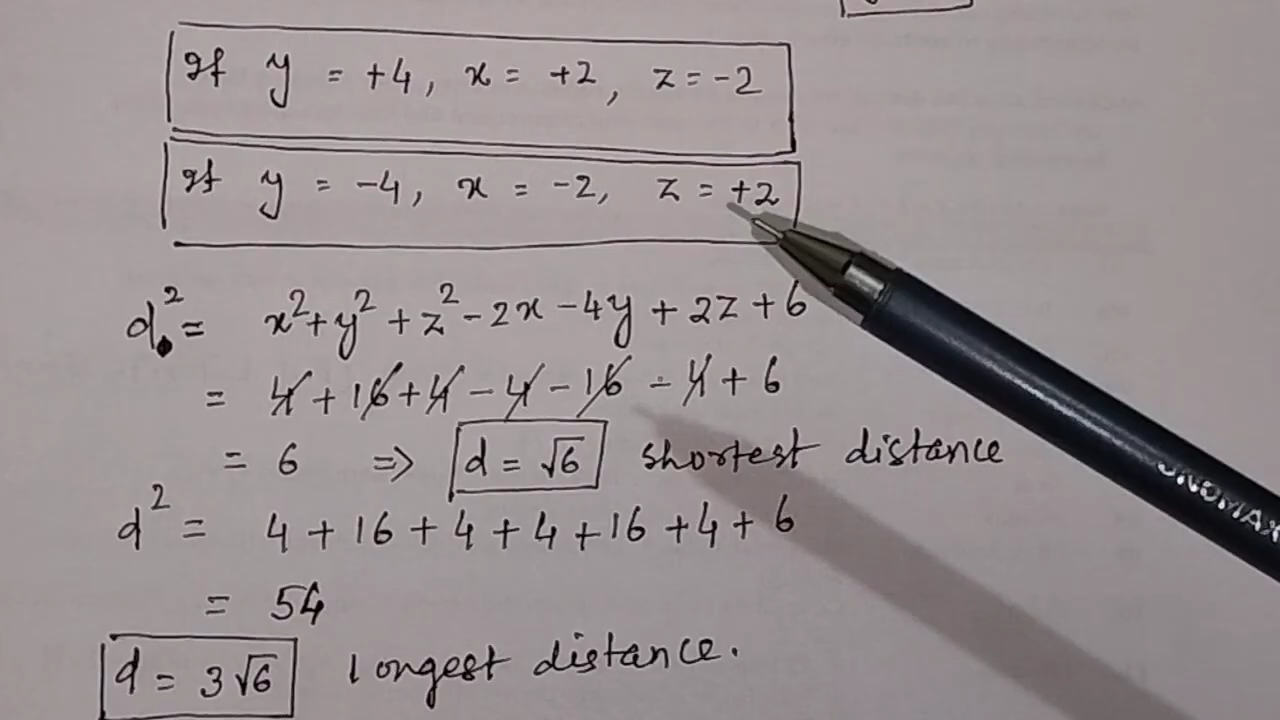 If y = +4, x = +2, z = -2
If y = -4, x = -2, z = +2
d² = x² + y² + z² - 2x - 4y + 2z + 6
= 4 + 16 + 4 - 4 - 16 - 4 + 6
= 6 => d = √6 shortest distance
d² = 4 + 16 + 4 + 4 + 16 + 4 + 6
= 54
d = 3√6 longest distance.